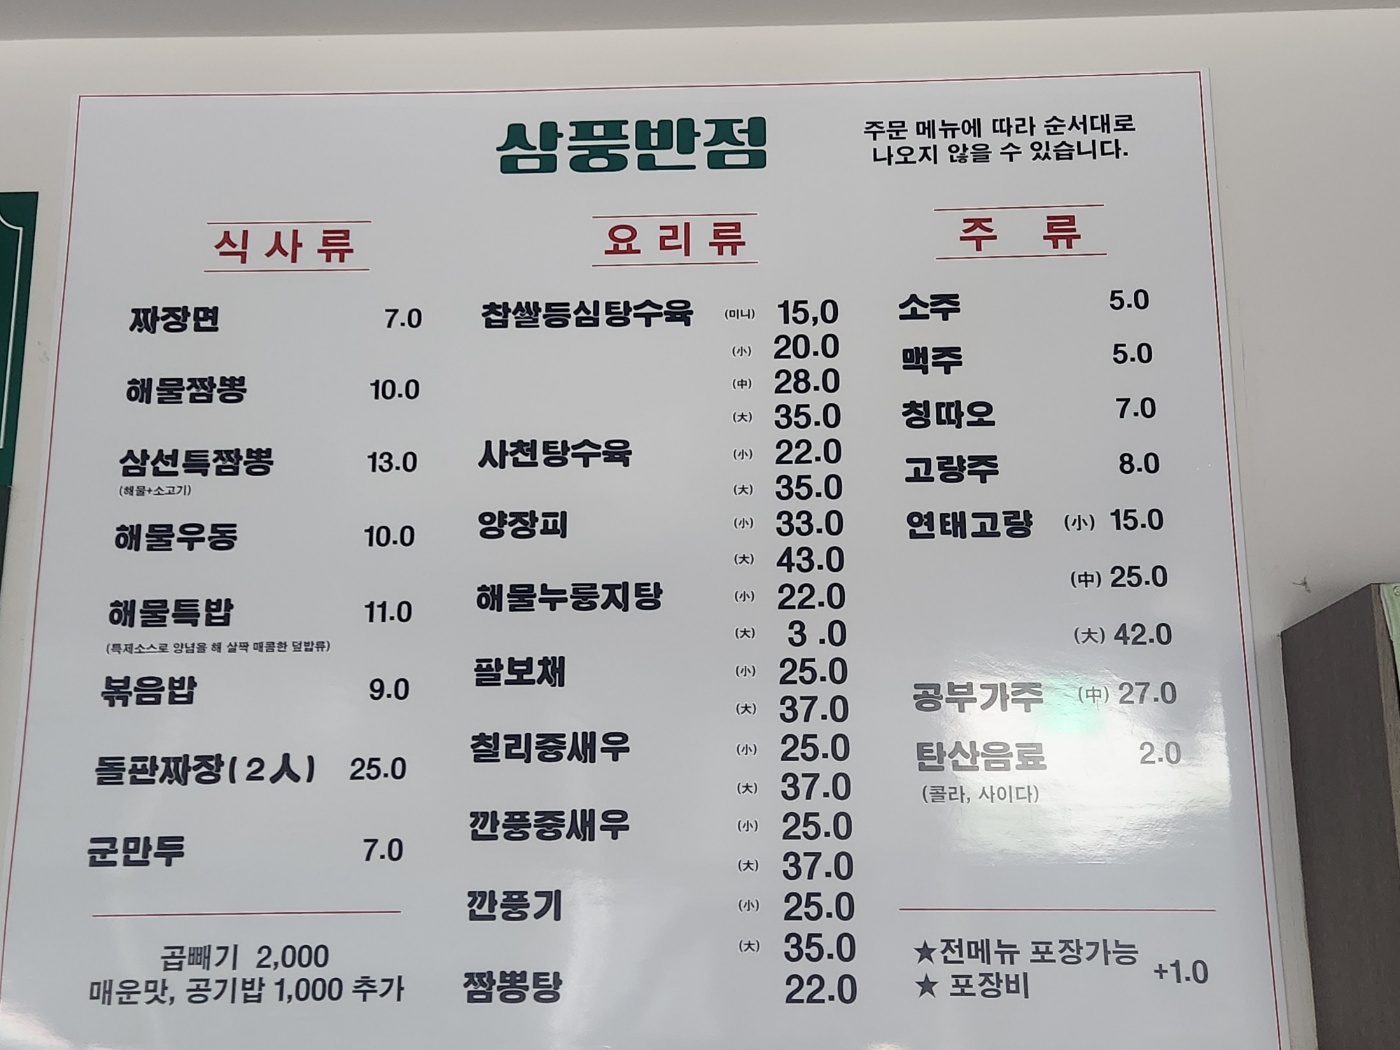 삼풍반점
주문 메뉴에 따라 순서대로
나오지 않을 수 있습니다.
식사류
짜장면 7.0
해물짬뽕 10.0
삼선특짬뽕 13.0
(해물+소고기)
해물우동 10.0
해물특밥 11.0
(특제소스로 양념을 해 살짝 매콤한 덮밥류)
볶음밥 9.0
돌판짜장(2人) 25.0
군만두 7.0
곱빼기 2,000
매운맛, 공기밥 1,000 추가
요리류
찹쌀등심탕수육 (미니) 15,0
(小) 20.0
(中) 28.0
(大) 35.0
사천탕수육 (小) 22.0
(大) 35.0
양장피 (小) 33.0
(大) 43.0
해물누룽지탕 (小) 22.0
(大) 3 .0
팔보채 (小) 25.0
(大) 37.0
칠리중새우 (小) 25.0
(大) 37.0
깐풍중새우 (小) 25.0
(大) 37.0
깐풍기 (小) 25.0
(大) 35.0
짬뽕탕 22.0
주 류
소주 5.0
맥주 5.0
칭따오 7.0
고량주 8.0
연태고량 (小) 15.0
(中) 25.0
(大) 42.0
공부가주 (中) 27.0
탄산음료 2.0
(콜라, 사이다)
★전메뉴 포장가능
★ 포장비 +1.0